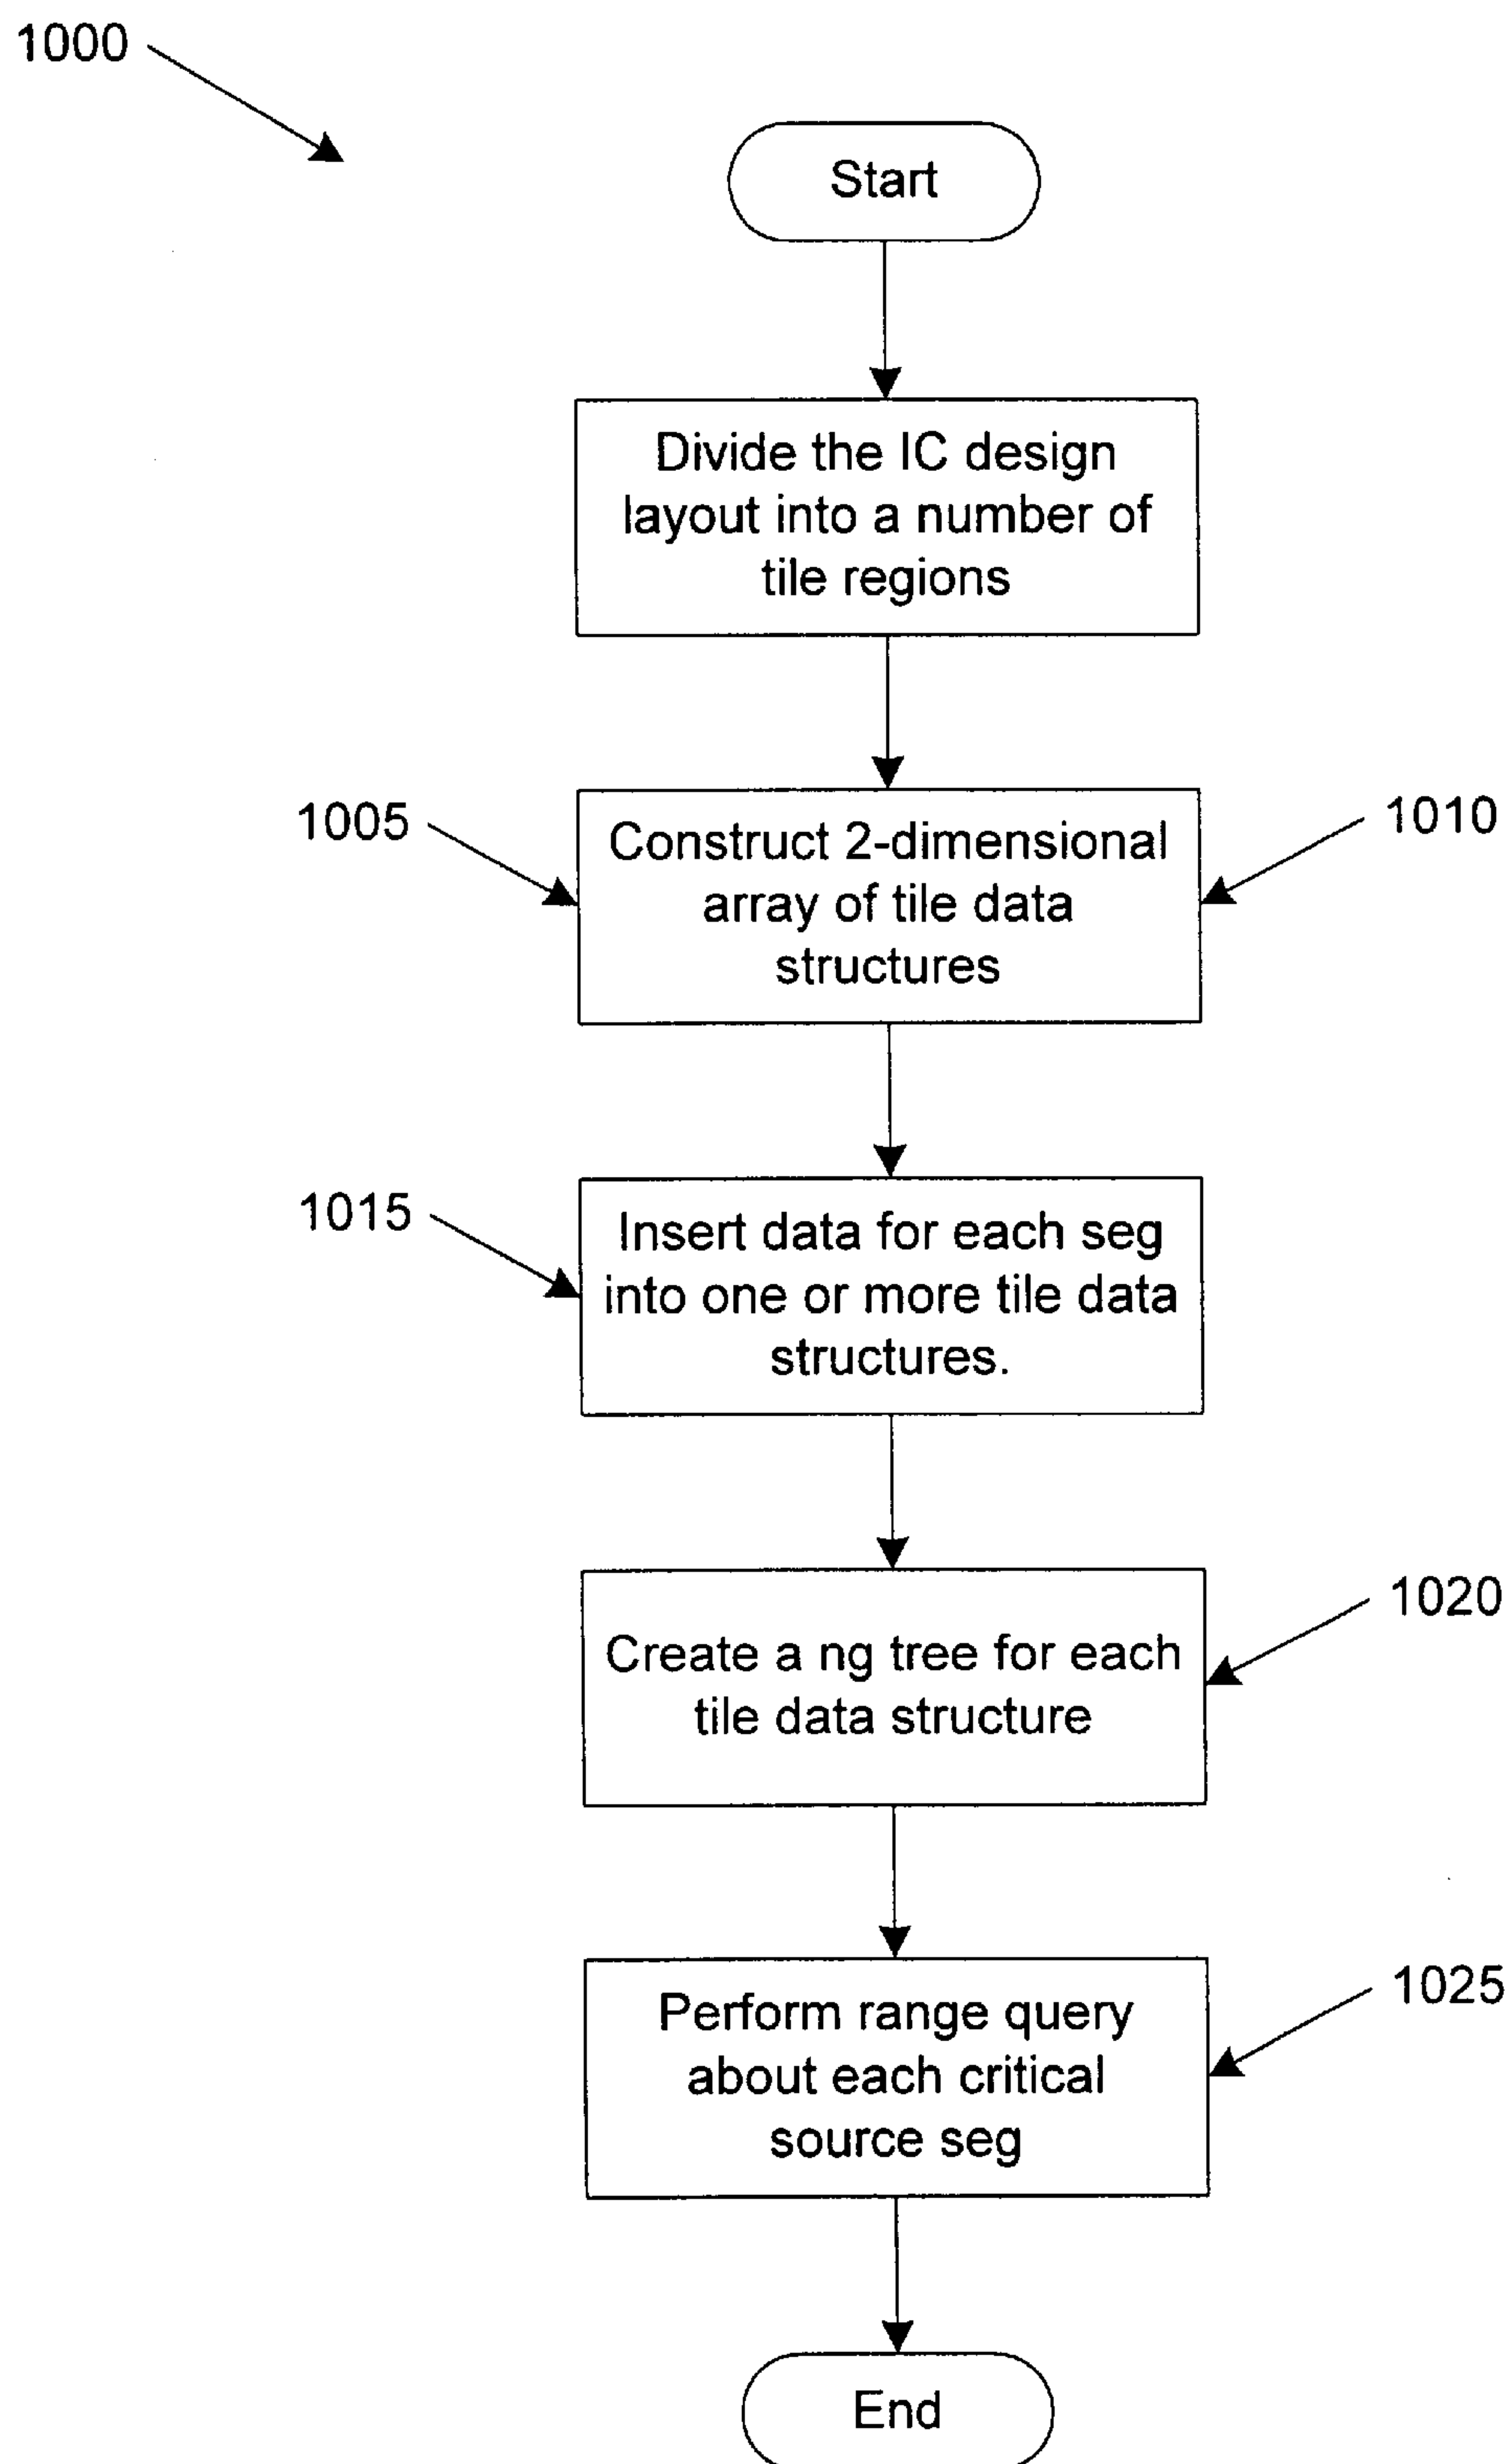 1000
Start
Divide the IC design
layout into a number of
tile regions
1005
Construct 2-dimensional
array of tile data
structures
1010
1015
Insert data for each seg
into one or more tile data
structures.
Create a ng tree for each
tile data structure
1020
Perform range query
about each critical
source seg
1025
End